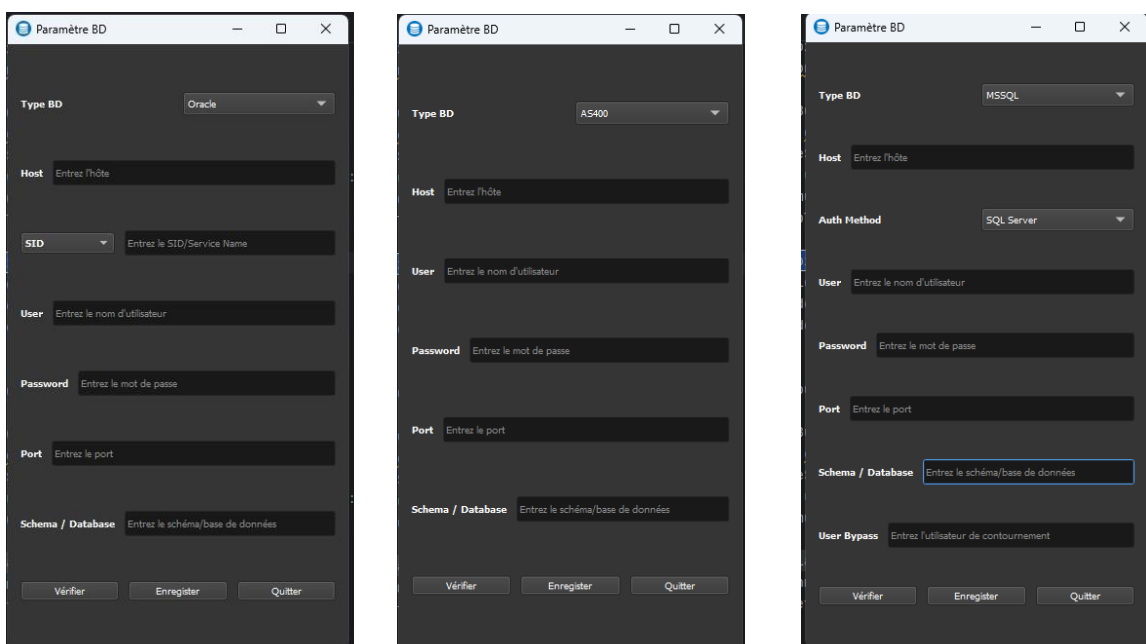 Paramètre BD
Type BD Oracle
Host Entrez l'hôte
SID Entrez le SID/Service Name
User Entrez le nom d'utilisateur
Password Entrez le mot de passe
Port Entrez le port
Schema / Database Entrez le schéma/base de données
Vérifier Enregistrer Quitter
Paramètre BD
Type BD AS400
Host Entrez l'hôte
User Entrez le nom d'utilisateur
Password Entrez le mot de passe
Port Entrez le port
Schema / Database Entrez le schéma/base de données
Vérifier Enregister Quitter
Paramètre BD
Type BD MSSQL
Host Entrez l'hôte
Auth Method SQL Server
User Entrez le nom d'utilisateur
Password Entrez le mot de passe
Port Entrez le port
Schema / Database Entrez le schéma/base de données
User Bypass Entrez l'utilisateur de contournement
Vérifier Enregistrer Quitter